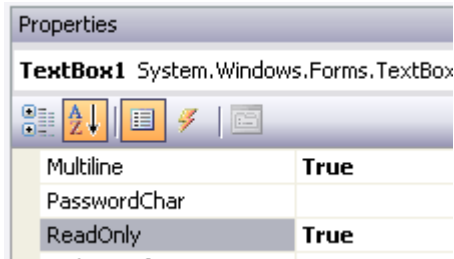 Properties
TextBox1 System.Windows.Forms.TextBox
Multiline True
PasswordChar
ReadOnly True